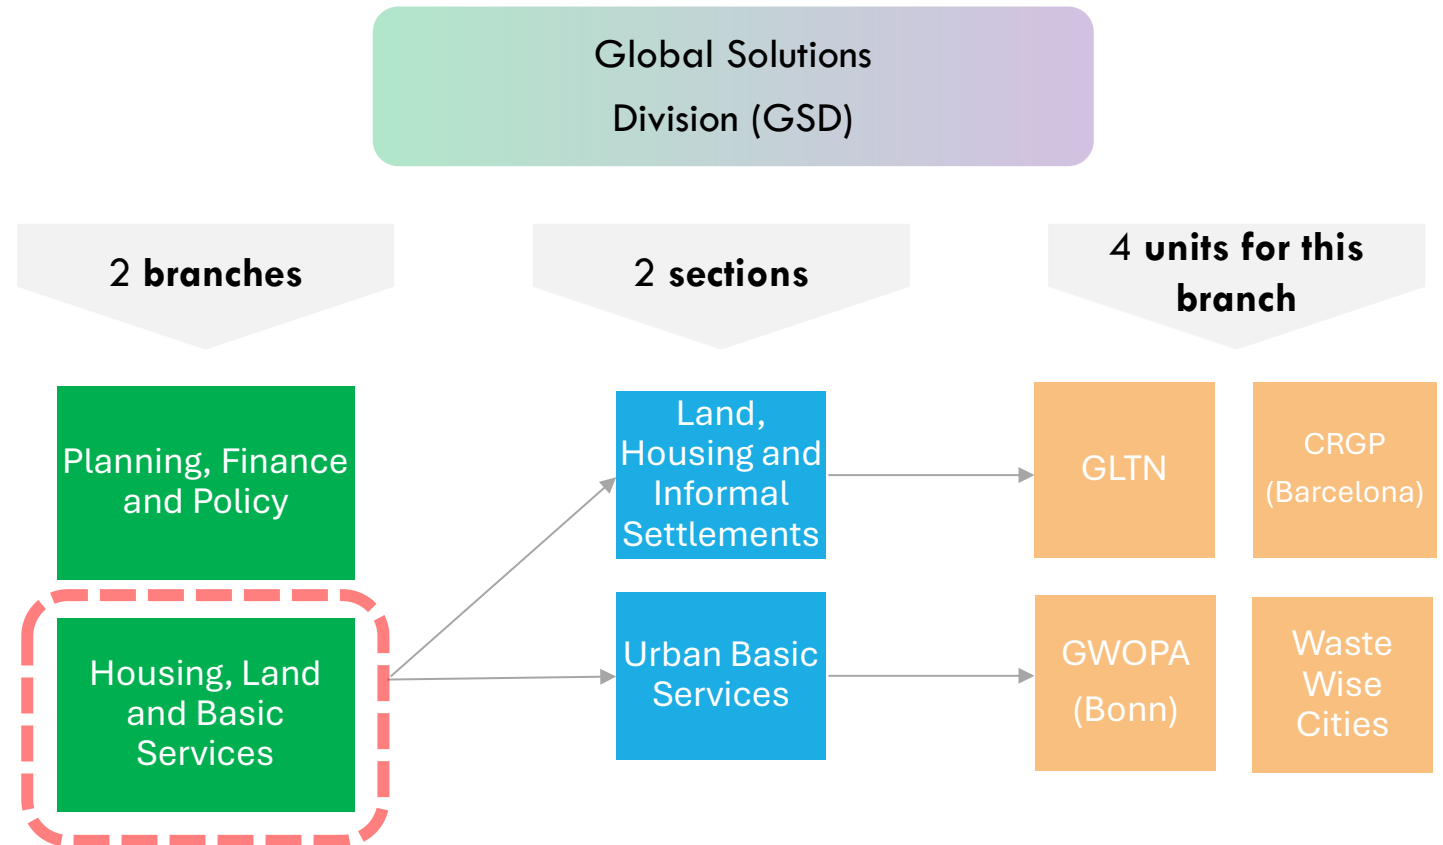 Global Solutions
Division (GSD)
2 branches
2 sections
4 units for this
branch
Planning, Finance
and Policy
Housing, Land
and Basic
Services
Land,
Housing and
Informal
Settlements
Urban Basic
Services
GLTN
CRGP
(Barcelona)
GWOPA
(Bonn)
Waste
Wise
Cities